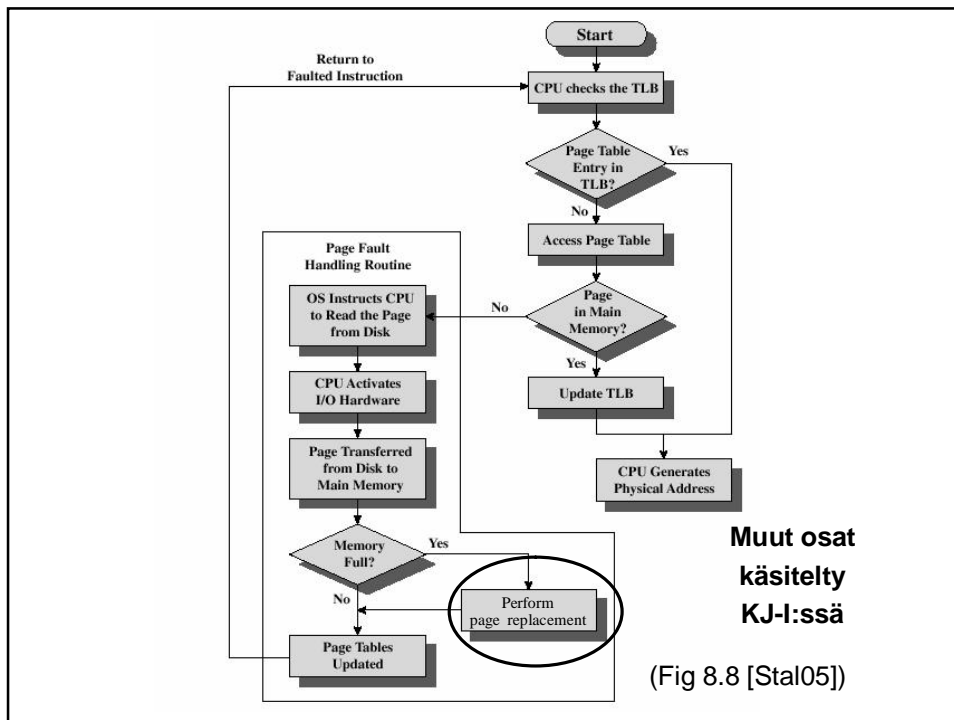 Start
Return to
Faulted Instruction
CPU checks the TLB
Page Table
Entry in
TLB?
Yes
No
Access Page Table
Page Fault
Handling Routine
Page
in Main
Memory?
No
Yes
OS Instructs CPU
to Read the Page
from Disk
Update TLB
CPU Activates
I/O Hardware
CPU Generates
Physical Address
Page Transferred
from Disk to
Main Memory
Memory
Full?
Yes
No
Perform
page replacement
Page Tables
Updated
Muut osat
käsitelty
KJ-I:ssä
(Fig 8.8 [Stal05])